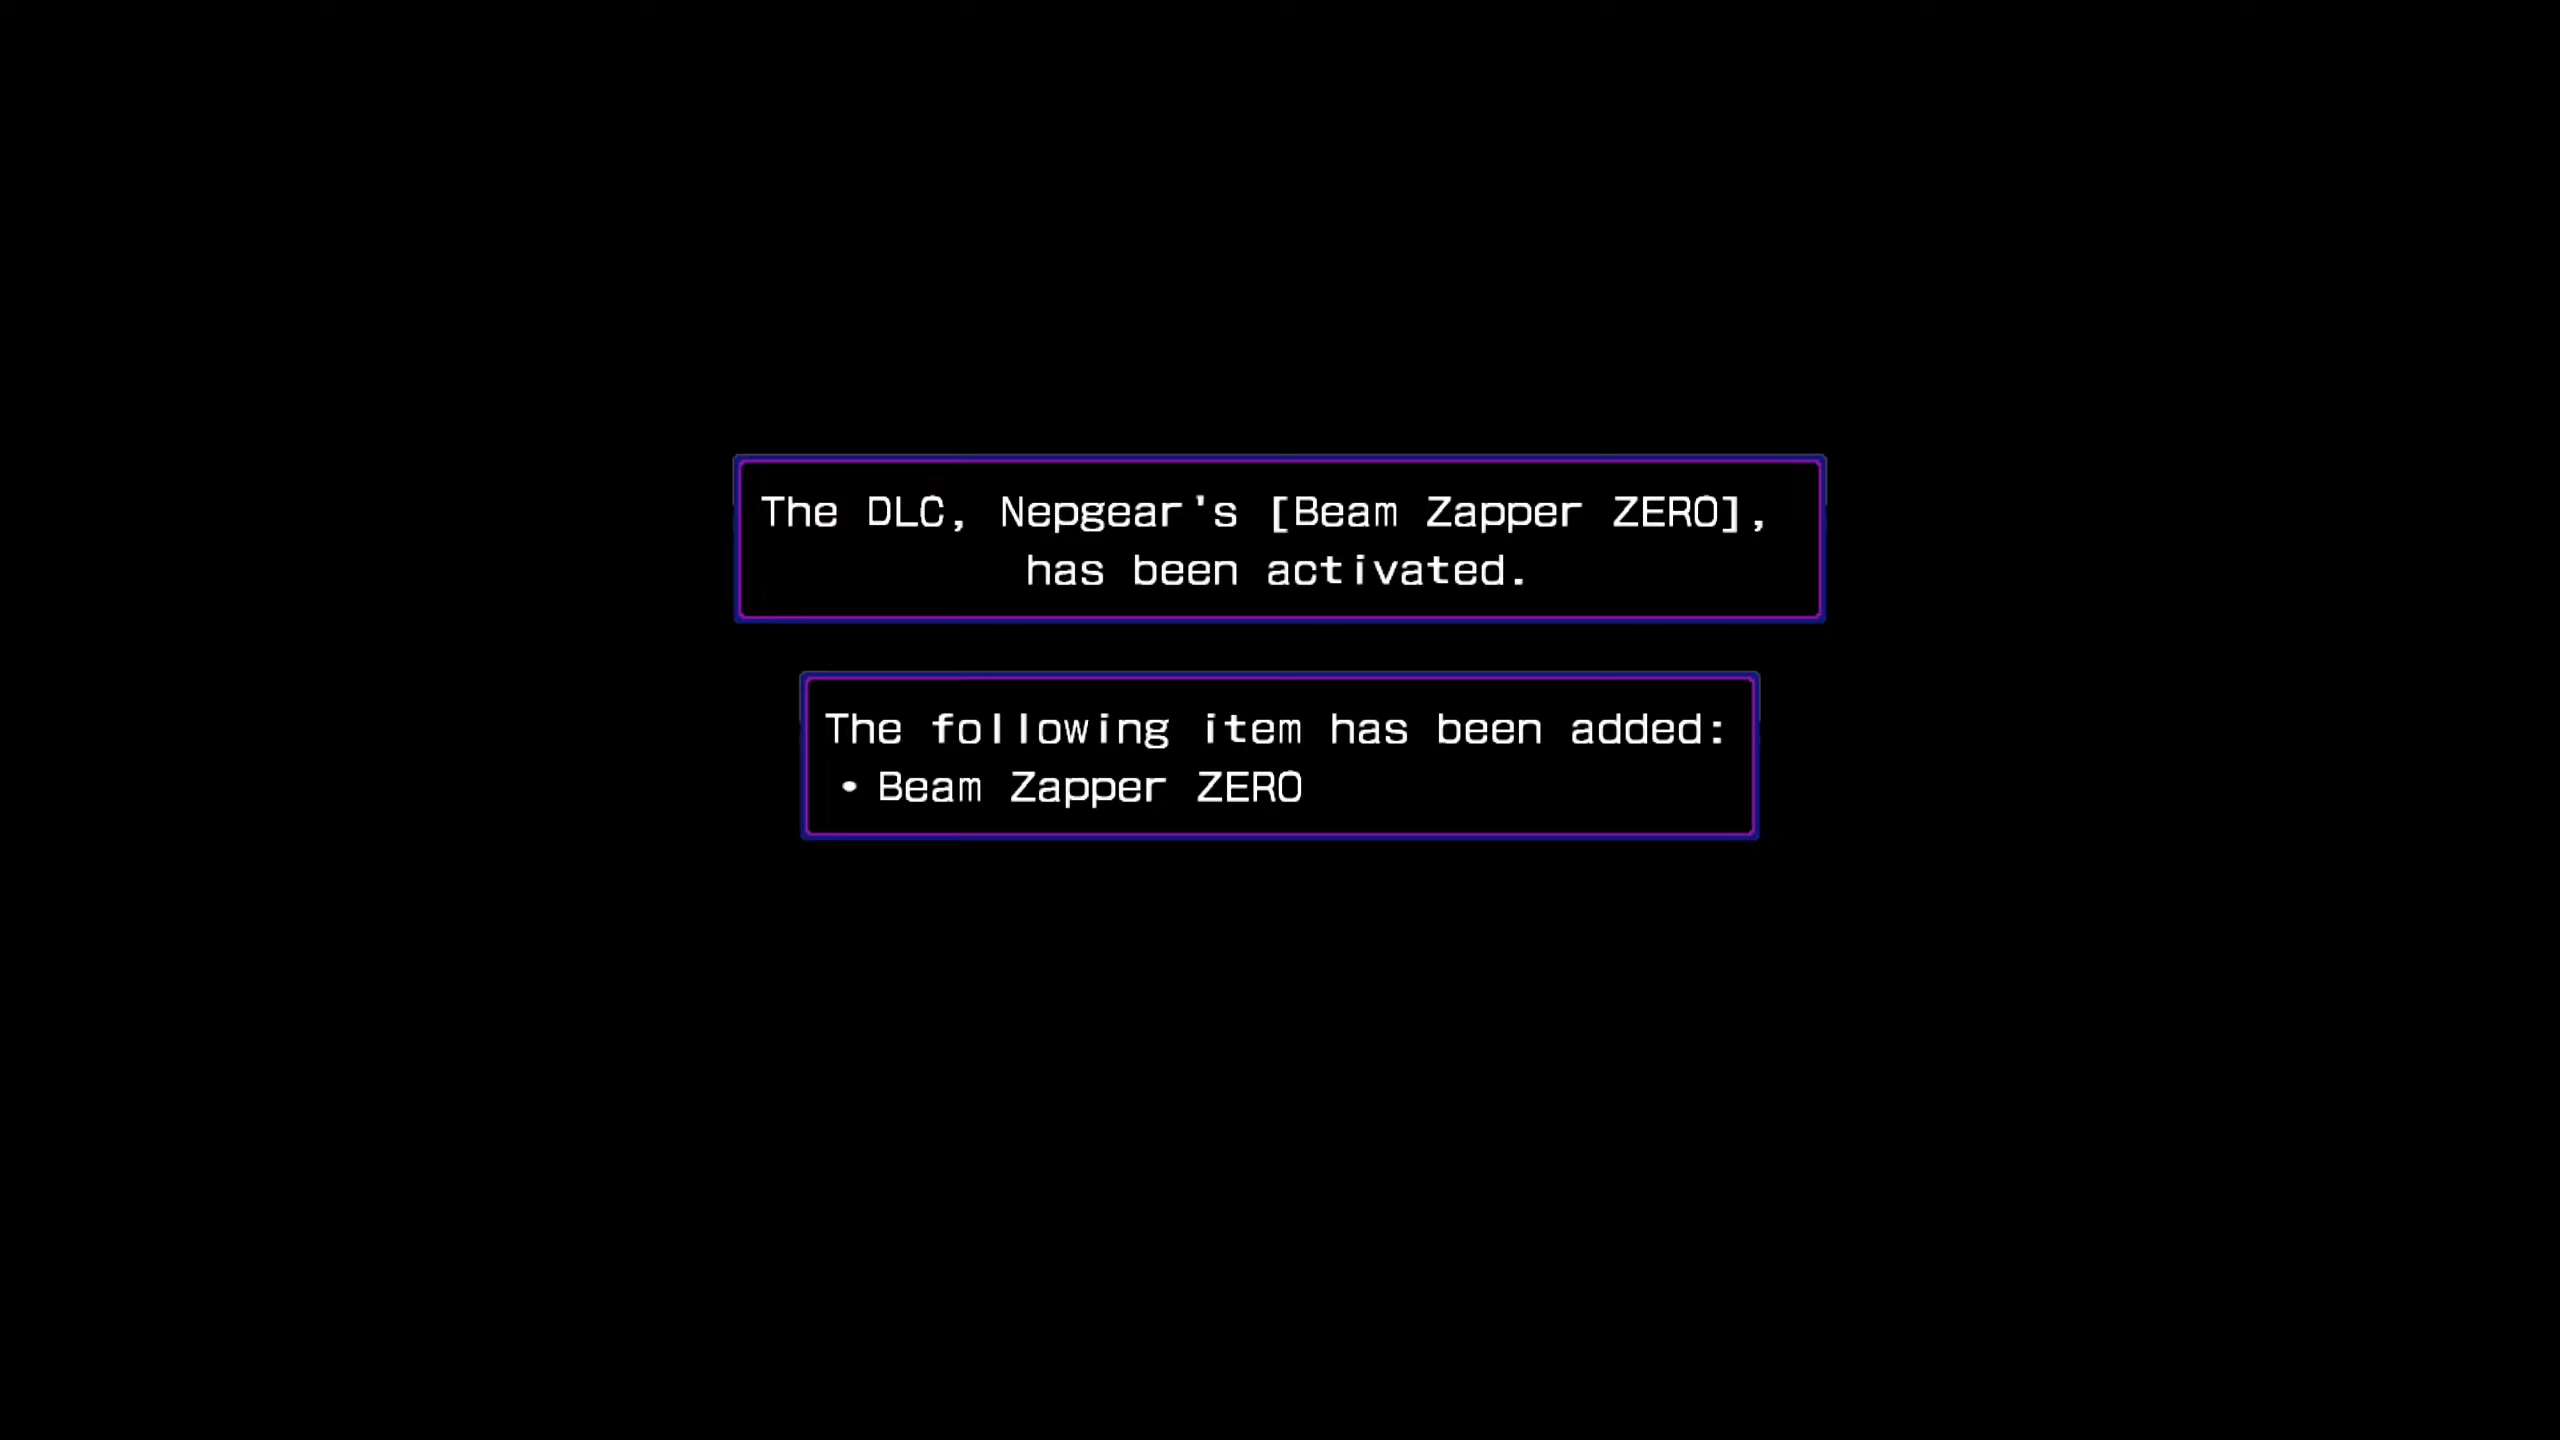 The DLC, Nepgear's [Beam Zapper ZERO],
has been activated.
The following item has been added:
• Beam Zapper ZERO